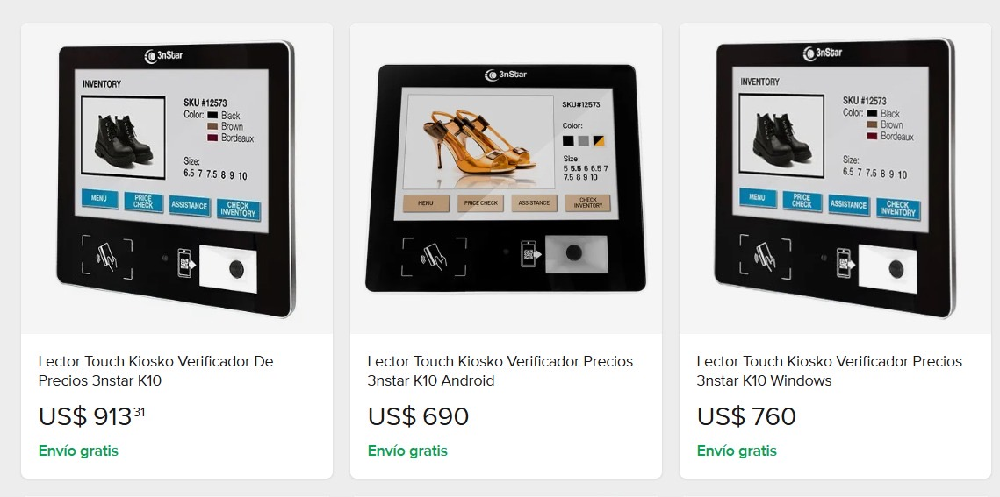 3nStar
INVENTORY
SKU #12573
Color: Black
Brown
Bordeaux
Size:
6.5 7 7.5 8 9 10
MENU
PRICE
CHECK
ASSISTANCE
CHECK
INVENTORY
Lector Touch Kiosko Verificador De
Precios 3nstar K10
US$ 913 31
Envío gratis
3nStar
SKU#12573
Color:
Size:
5 5.5 6 6.5 7
7.5 8 9 10
MENU
PRICE CHECK
ASSISTANCE
CHECK
INVENTORY
Lector Touch Kiosko Verificador Precios
3nstar K10 Android
US$ 690
Envío gratis
3nStar
INVENTORY
SKU #12573
Color: Black
Brown
Bordeaux
Size:
6.5 7 7.5 8 9 10
MENU
PRICE
CHECK
ASSISTANCE
CHECK
INVENTORY
Lector Touch Kiosko Verificador Precios
3nstar K10 Windows
US$ 760
Envío gratis